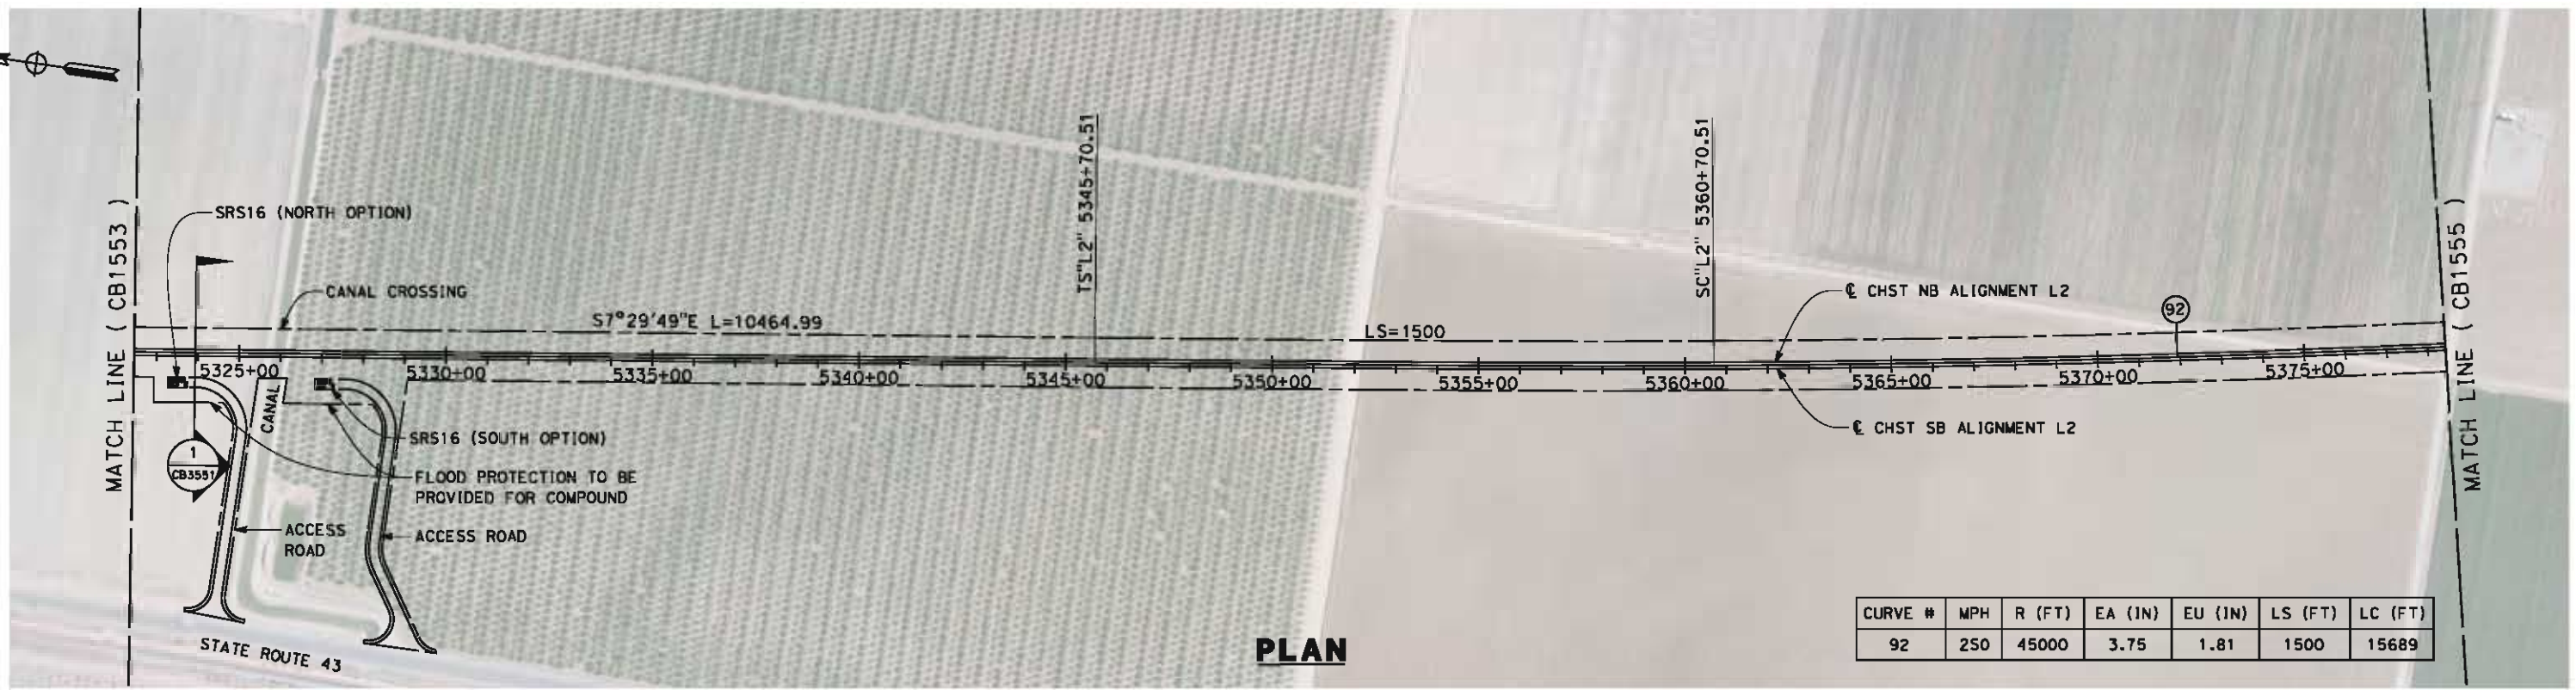 MATCH LINE ( CB1553 )
SRS16 (NORTH OPTION)
CANAL CROSSING
S7°29'49"E L=10464.99
TS"L2" 5345+70.51
LS=1500
SC"L2" 5360+70.51
℄ CHST NB ALIGNMENT L2
92
MATCH LINE ( CB1555 )
5325+00
5330+00
5335+00
5340+00
5345+00
5350+00
5355+00
5360+00
5365+00
5370+00
5375+00
CANAL
SRS16 (SOUTH OPTION)
℄ CHST SB ALIGNMENT L2
1
CB3551
FLOOD PROTECTION TO BE
PROVIDED FOR COMPOUND
ACCESS
ROAD
ACCESS ROAD
STATE ROUTE 43
PLAN
CURVE # MPH R (FT) EA (IN) EU (IN) LS (FT) LC (FT)
92 250 45000 3.75 1.81 1500 15689